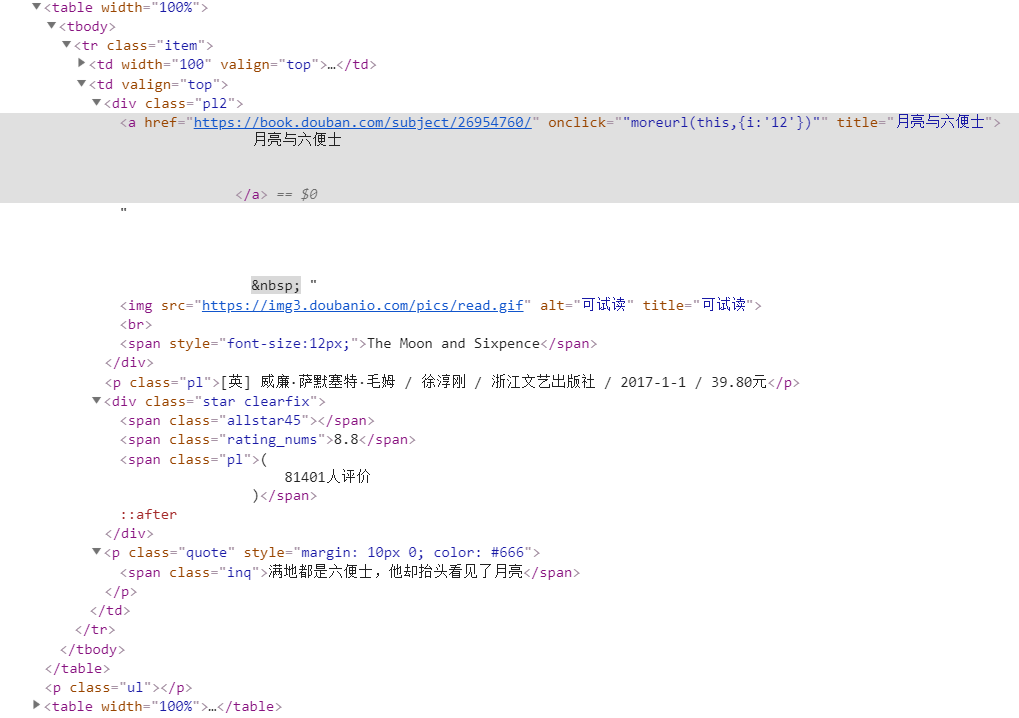 ▼<table width="100%">
▼<tbody>
▼<tr class="item">
▶<td width="100" valign="top">…</td>
▼<td valign="top">
▼<div class="pl2">
<a href="https://book.douban.com/subject/26954760/" onclick=""moreurl(this,{i:'12'})"" title="月亮与六便士">
月亮与六便士
</a> == $0
"
&nbsp; "
<img src="https://img3.doubanio.com/pics/read.gif" alt="可试读" title="可试读">
<br>
<span style="font-size:12px;">The Moon and Sixpence</span>
</div>
<p class="pl">[英] 威廉·萨默塞特·毛姆 / 徐淳刚 / 浙江文艺出版社 / 2017-1-1 / 39.80元</p>
▼<div class="star clearfix">
<span class="allstar45"></span>
<span class="rating_nums">8.8</span>
<span class="pl">(
81401人评价
)</span>
::after
</div>
▼<p class="quote" style="margin: 10px 0; color: #666">
<span class="inq">满地都是六便士，他却抬头看见了月亮</span>
</p>
</td>
</tr>
</tbody>
</table>
<p class="ul"></p>
▶<table width="100%">…</table>